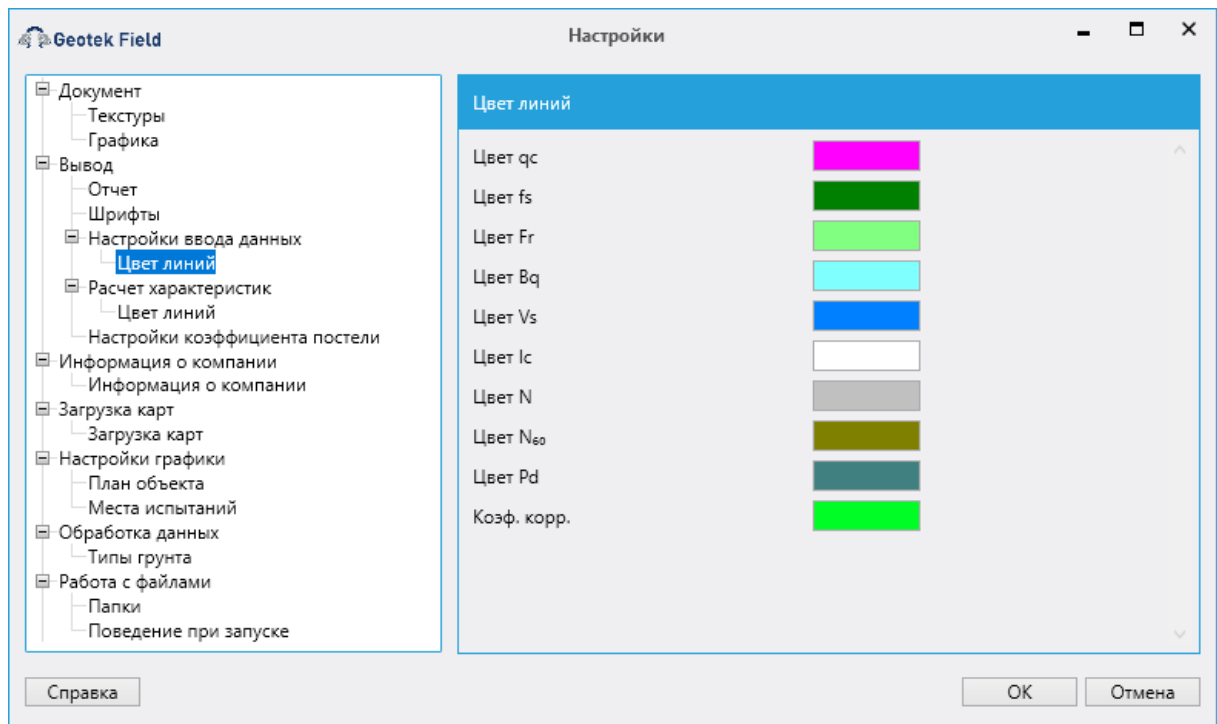 Geotek Field
Настройки
Документ
Текстуры
Графика
Вывод
Отчет
Шрифты
Настройки ввода данных
Цвет линий
Расчет характеристик
Цвет линий
Настройки коэффициента постели
Информация о компании
Информация о компании
Загрузка карт
Загрузка карт
Настройки графики
План объекта
Места испытаний
Обработка данных
Типы грунта
Работа с файлами
Папки
Поведение при запуске
Цвет линий
Цвет qc
Цвет fs
Цвет Fr
Цвет Bq
Цвет Vs
Цвет Ic
Цвет N
Цвет N₆₀
Цвет Pd
Коэф. корр.
Справка
ОК
Отмена